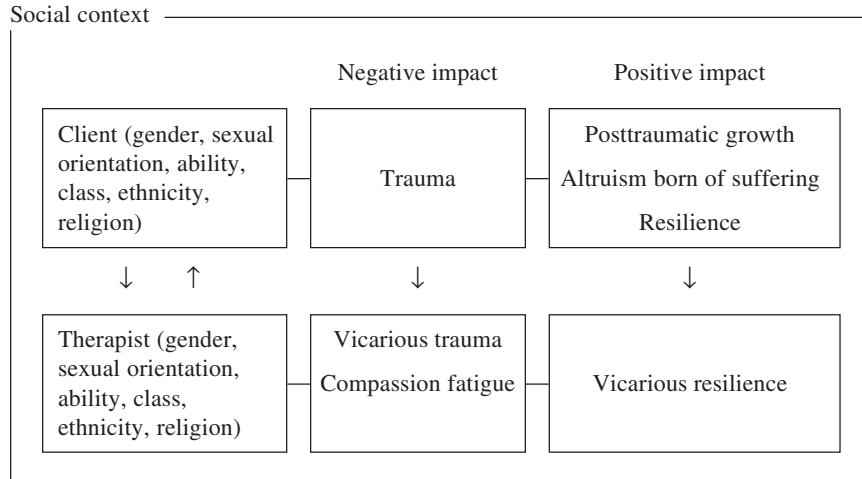 Social context
Negative impact
Positive impact
Client (gender, sexual
orientation, ability,
class, ethnicity,
religion)
Trauma
Posttraumatic growth
Altruism born of suffering
Resilience
↓ ↑
↓
↓
Therapist (gender,
sexual orientation,
ability, class,
ethnicity, religion)
Vicarious trauma
Compassion fatigue
Vicarious resilience